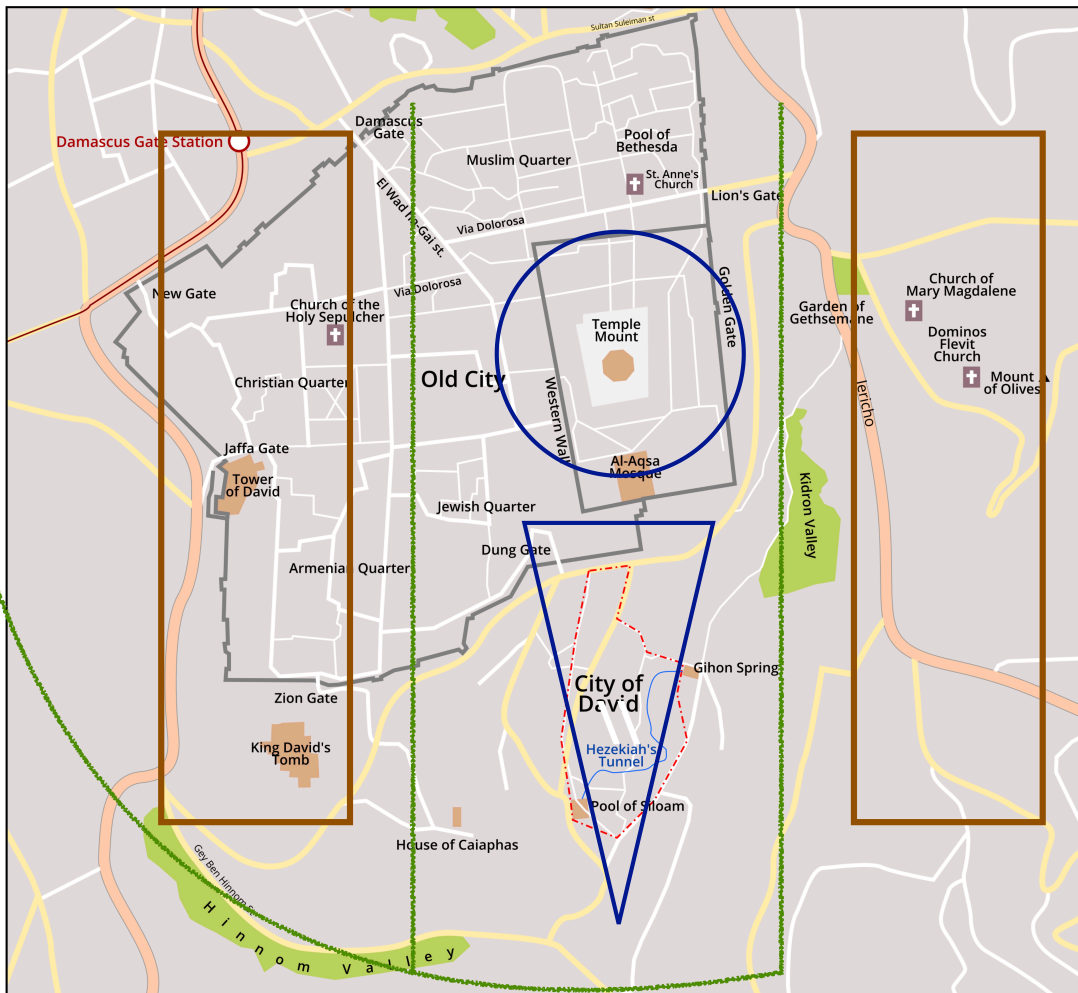 Sultan Suleiman st
Damascus
Gate
Damascus Gate Station
Pool of
Bethesda
Muslim Quarter
St. Anne's
Church
El Wad Ha-Gai st.
Lion's Gate
Via Dolorosa
Via Dolorosa
New Gate
Church of the
Holy Sepulcher
Golden Gate
Garden of
Gethsemane
Church of
Mary Magdalene
Dominos
Flevit
Church
Mount
of Olives
Temple
Mount
Christian Quarter
Old City
Western Wall
Jericho
Jaffa Gate
Tower
of David
Al-Aqsa
Mosque
Jewish Quarter
Kidron Valley
Dung Gate
Armenian Quarter
Gihon Spring
City of
David
Zion Gate
King David's
Tomb
Hezekiah's
Tunnel
Pool of Siloam
House of Caiaphas
Gey Ben Hinnom St.
Hinnom Valley